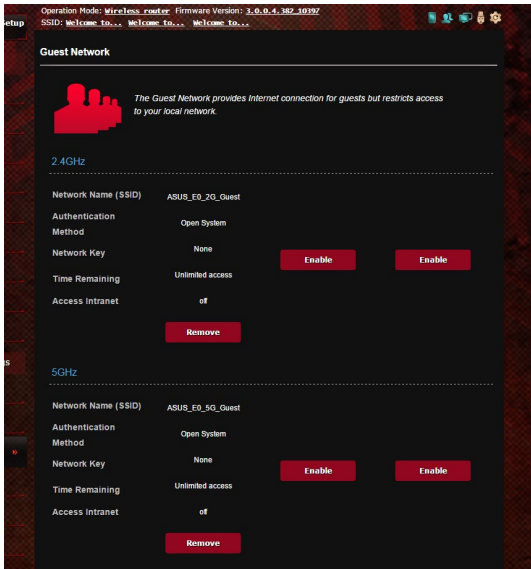 Operation Mode: Wireless router Firmware Version: 3.0.0.4.382_10397
Setup
SSID: Welcome to... Welcome to... Welcome to...
Guest Network
The Guest Network provides Internet connection for guests but restricts access
to your local network.
2.4GHz
Network Name (SSID) ASUS_E0_2G_Guest
Authentication
Method Open System
Network Key None
Enable Enable
Time Remaining Unlimited access
Access Intranet off
Remove
gs
5GHz
Network Name (SSID) ASUS_E0_5G_Guest
Authentication
Method Open System
Network Key None
Enable Enable
Time Remaining Unlimited access
Access Intranet off
Remove